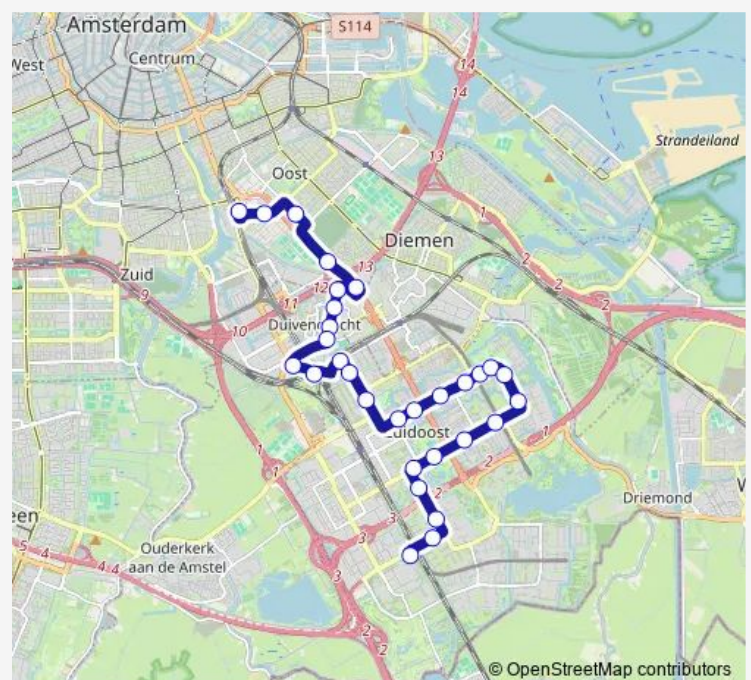 Amsterdam
S114
West
Centrum
14
14
Strandeiland
Oost
13
1
Diemen
2
Zuid
13
2
2
9
12
11
Duivendrecht
10
Zuidoost
1
1
2
2
1
3
Driemond
3
een
Ouderkerk
aan de Amstel
5
4
4 4
3
3
2
2
© OpenStreetMap contributors